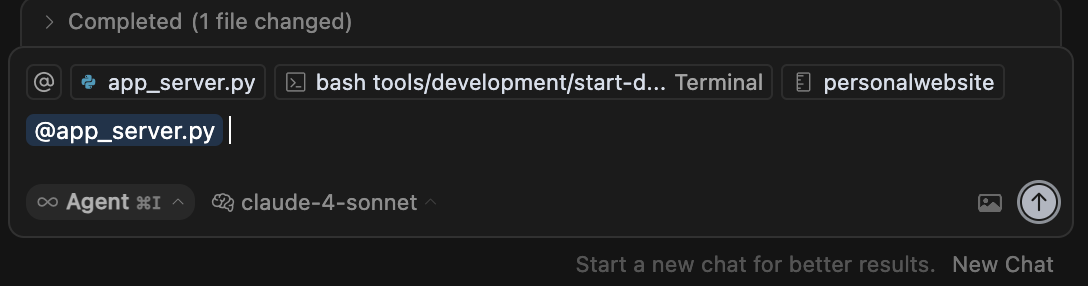 Completed (1 file changed)
@ app_server.py bash tools/development/start-d... Terminal personalwebsite
@app_server.py
Agent ⌘I claude-4-sonnet
Start a new chat for better results. New Chat